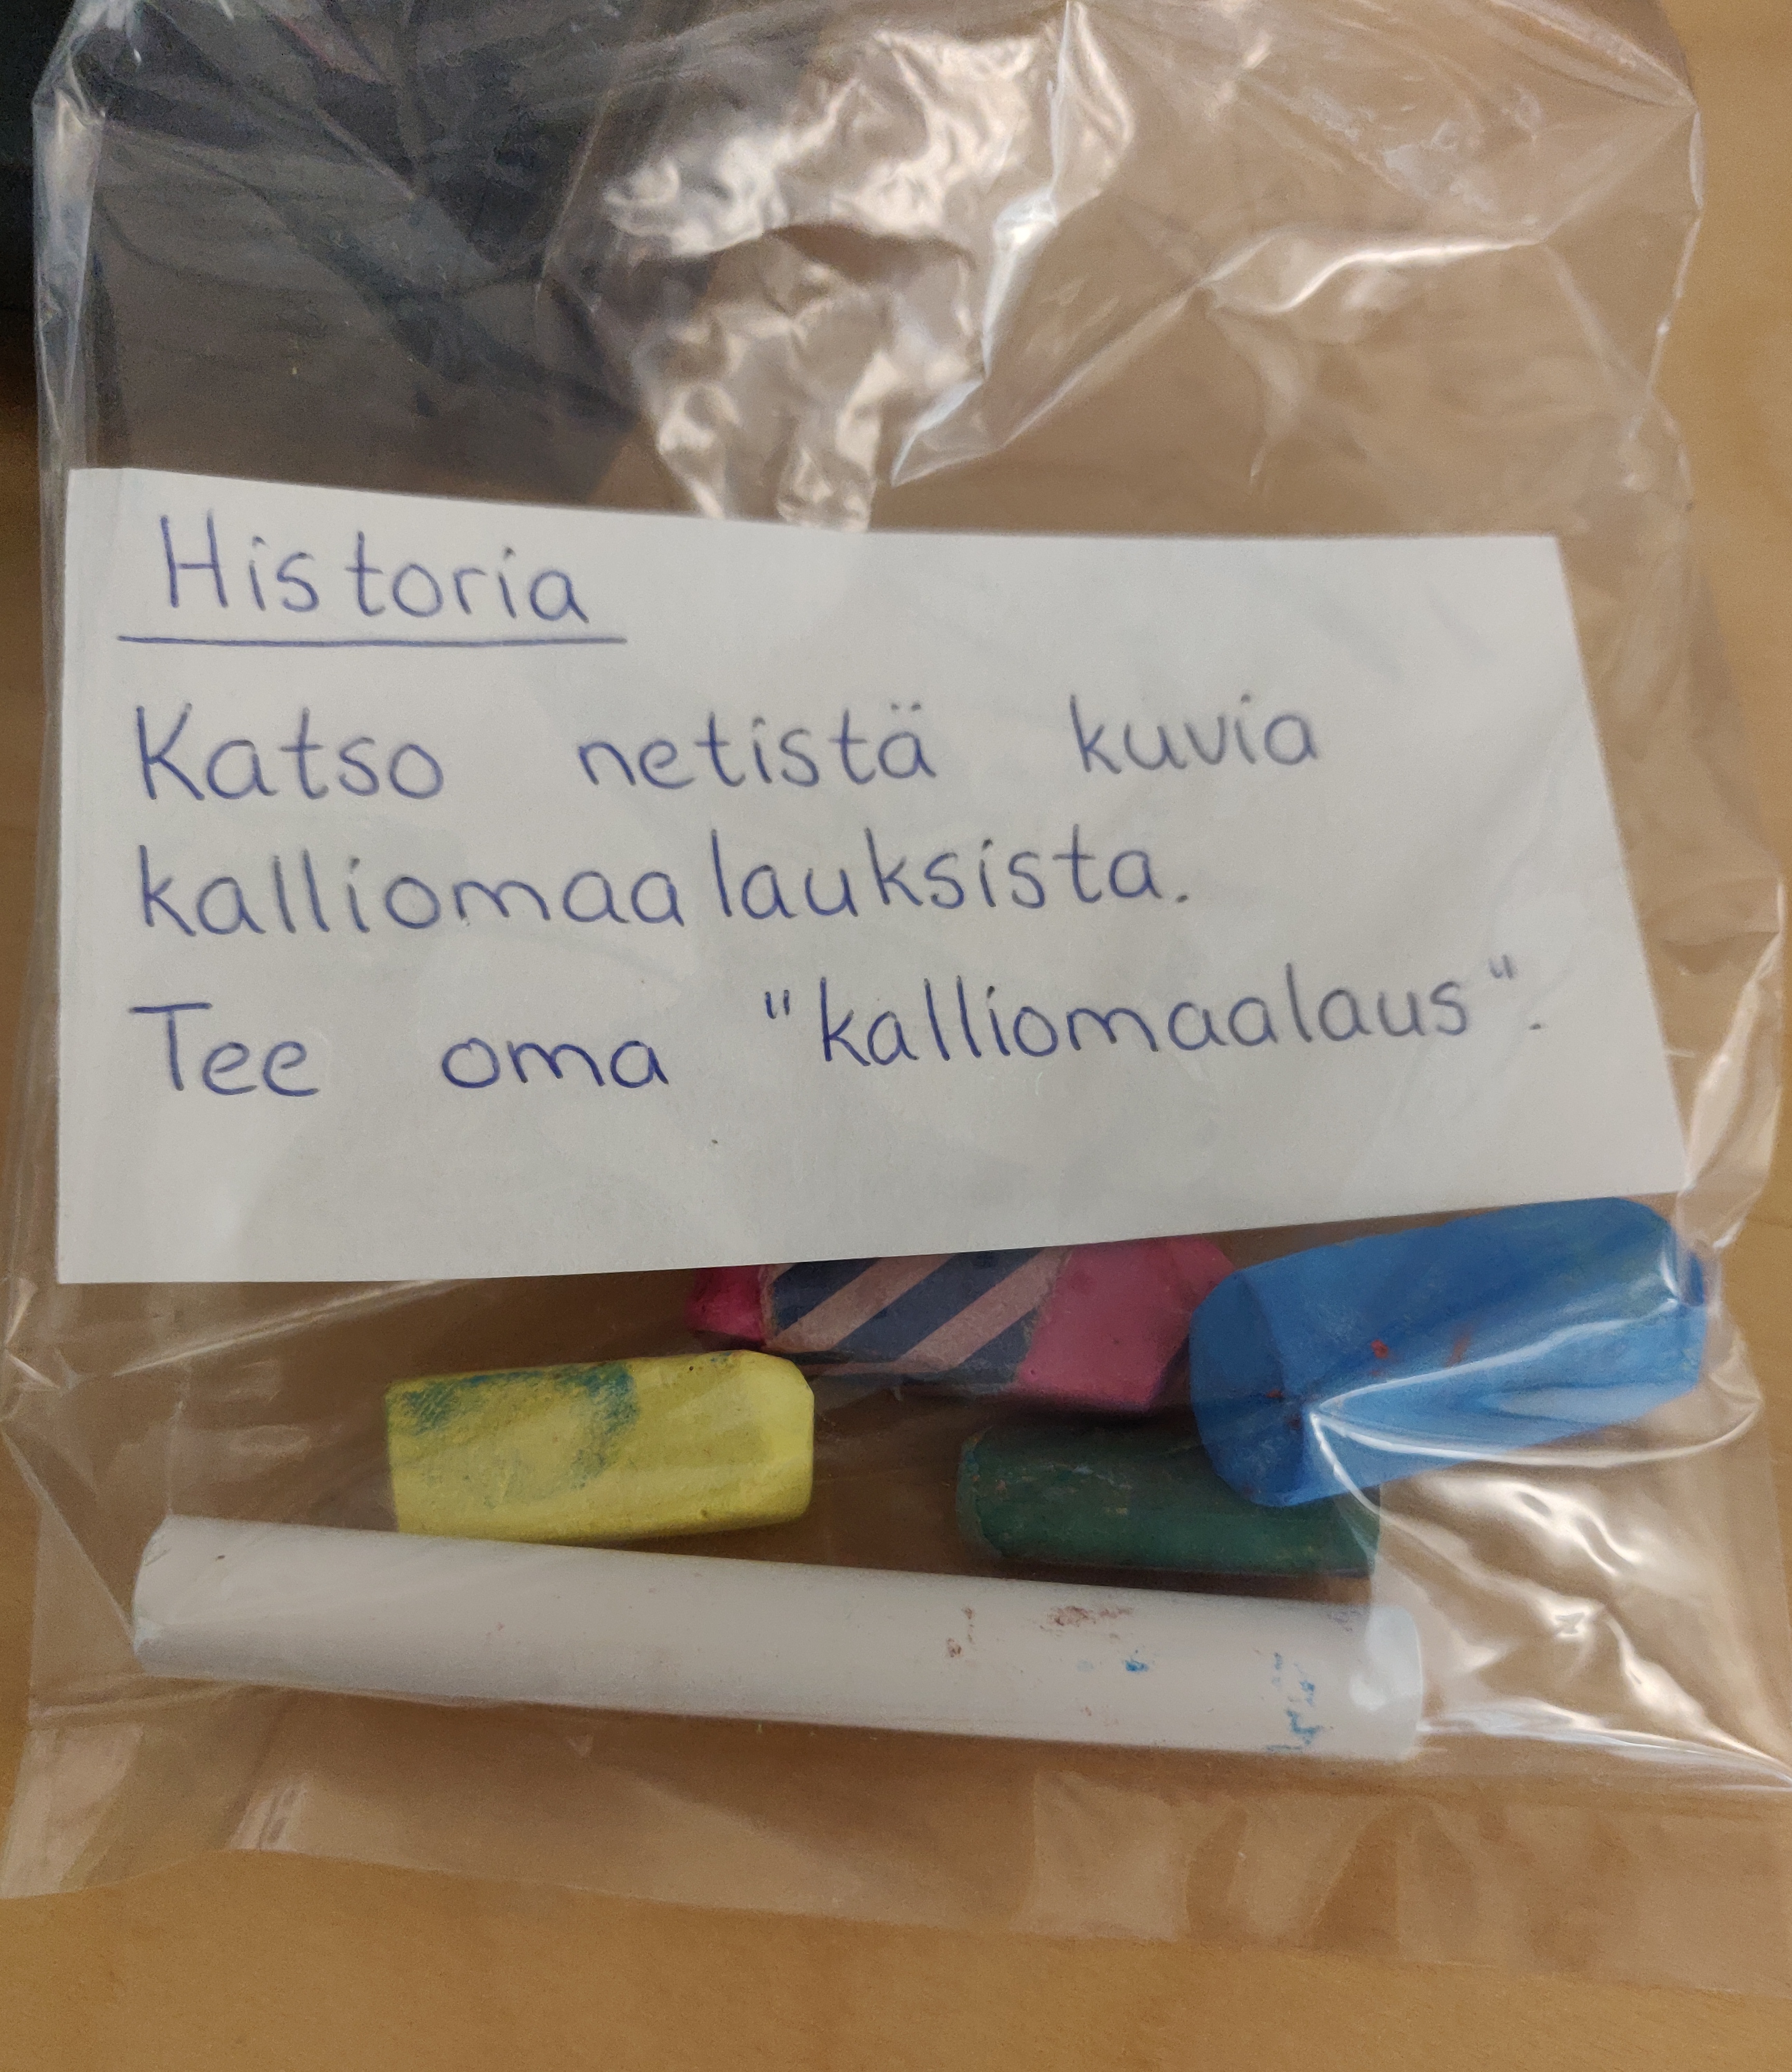 Historia
Katso netistä kuvia
kalliomaalauksista.
Tee oma "kalliomaalaus".